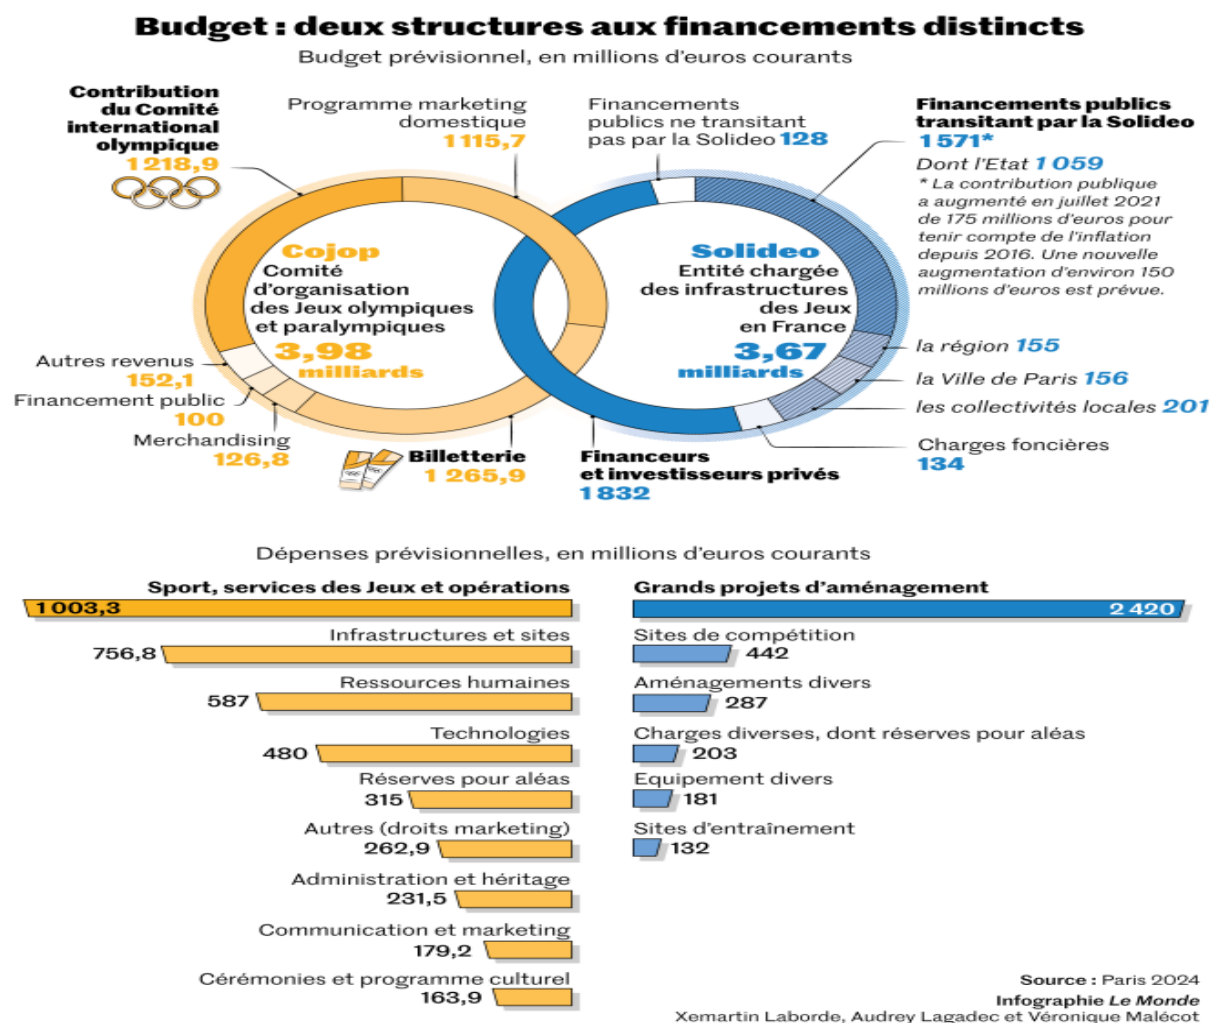 Budget : deux structures aux financements distincts
Budget prévisionnel, en millions d'euros courants
Contribution
du Comité
international
olympique
1 218,9
Programme marketing
domestique
1 115,7
Financements
publics ne transitant
pas par la Solideo 128
Financements publics
transitant par la Solideo
1 571*
Dont l'Etat 1 059
* La contribution publique
a augmenté en juillet 2021
de 175 millions d'euros pour
tenir compte de l'inflation
depuis 2016. Une nouvelle
augmentation d'environ 150
millions d'euros est prévue.
Cojop
Comité
d'organisation
des Jeux olympiques
et paralympiques
3,98
milliards
Solideo
Entité chargée
des infrastructures
des Jeux
en France
3,67
milliards
Autres revenus
152,1
Financement public
100
Merchandising
126,8
Billetterie
1 265,9
Financeurs
et investisseurs privés
1 832
la région 155
la Ville de Paris 156
les collectivités locales 201
Charges foncières
134
Dépenses prévisionnelles, en millions d'euros courants
Sport, services des Jeux et opérations
1 003,3
Infrastructures et sites
756,8
Ressources humaines
587
Technologies
480
Réserves pour aléas
315
Autres (droits marketing)
262,9
Administration et héritage
231,5
Communication et marketing
179,2
Cérémonies et programme culturel
163,9
Grands projets d'aménagement
2 420
Sites de compétition
442
Aménagements divers
287
Charges diverses, dont réserves pour aléas
203
Equipement divers
181
Sites d'entraînement
132
Source : Paris 2024
Infographie Le Monde
Xemartin Laborde, Audrey Lagadec et Véronique Malécot